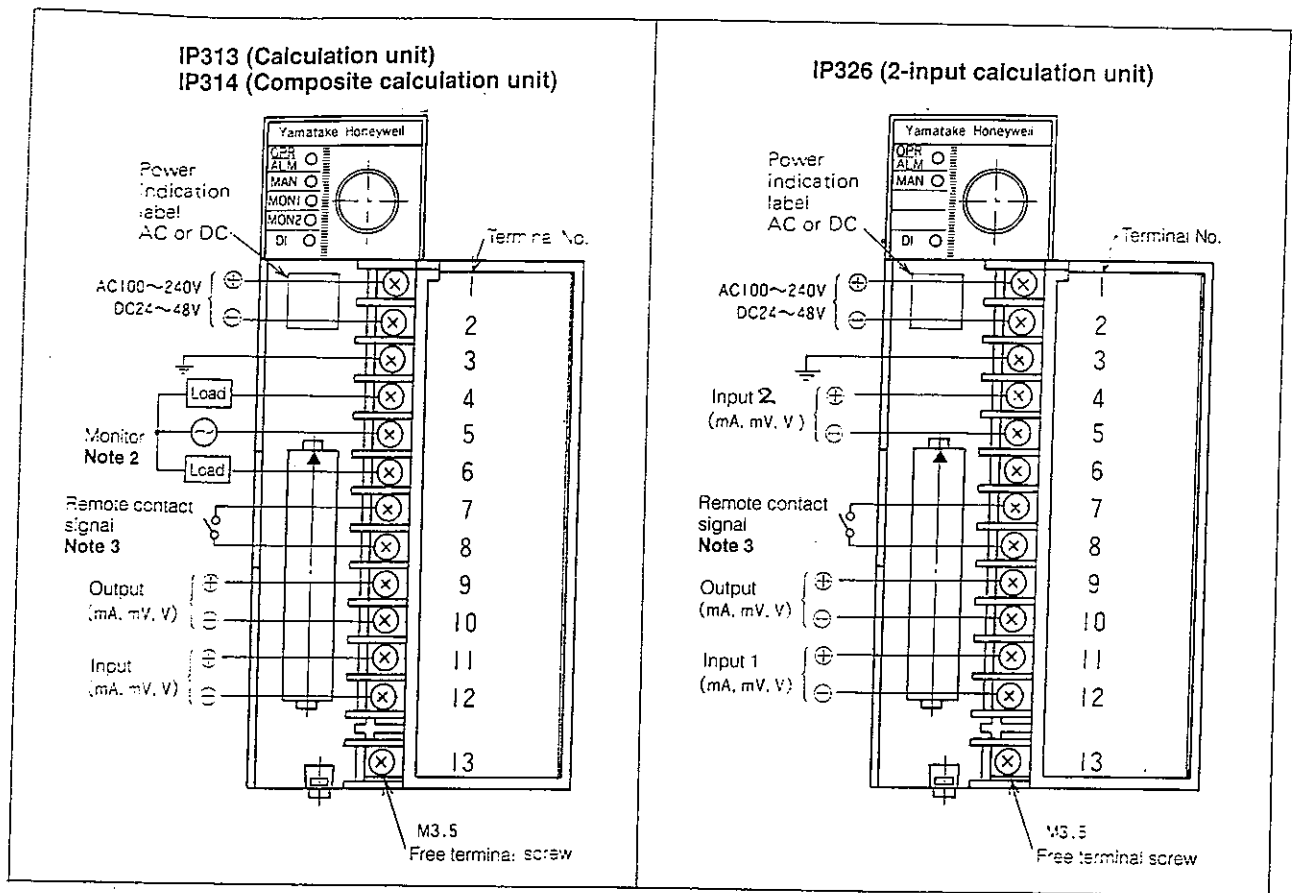 IP313 (Calculation unit)
IP314 (Composite calculation unit)
Yamatake Honeywell
OPR
ALM
MAN
MON1
MON2
DI
Power
indication
label
AC or DC
Terminal No.
AC100~240V
DC24~48V
Load
Monitor
Note 2
Load
Remote contact
signal
Note 3
Output
(mA, mV, V)
Input
(mA, mV, V)
1
2
3
4
5
6
7
8
9
10
11
12
13
M3.5
Free terminal screw
IP326 (2-input calculation unit)
Yamatake Honeywell
OPR
ALM
MAN
DI
Power
indication
label
AC or DC
Terminal No.
AC100~240V
DC24~48V
Input 2
(mA, mV, V)
Remote contact
signal
Note 3
Output
(mA, mV, V)
Input 1
(mA, mV, V)
1
2
3
4
5
6
7
8
9
10
11
12
13
M3.5
Free terminal screw